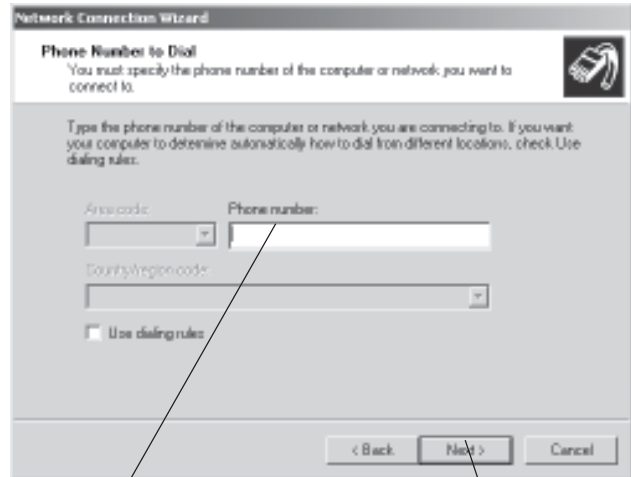 Network Connection Wizard
Phone Number to Dial
You must specify the phone number of the computer or network you want to
connect to.
Type the phone number of the computer or network you are connecting to. If you want
your computer to determine automatically how to dial from different locations, check Use
dialing rules.
Area code: Phone number:
Country/region code:
Use dialing rules
< Back Next > Cancel